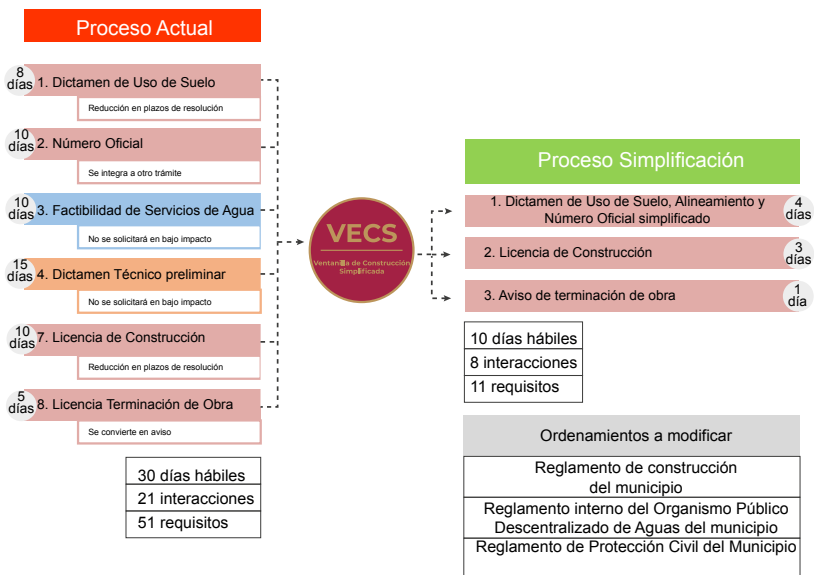 Proceso Actual
8
días
1. Dictamen de Uso de Suelo
Reducción en plazos de resolución
10
días
2. Número Oficial
Se integra a otro trámite
10
días
3. Factibilidad de Servicios de Agua
No se solicitará en bajo impacto
15
días
4. Dictamen Técnico preliminar
No se solicitará en bajo impacto
10
días
7. Licencia de Construcción
Reducción en plazos de resolución
5
días
8. Licencia Terminación de Obra
Se convierte en aviso
30 días hábiles
21 interacciones
51 requisitos
VECS
Ventanilla de Construcción
Simplificada
Proceso Simplificación
1. Dictamen de Uso de Suelo, Alineamiento y
Número Oficial simplificado
4
días
2. Licencia de Construcción
3
días
3. Aviso de terminación de obra
1
día
10 días hábiles
8 interacciones
11 requisitos
Ordenamientos a modificar
Reglamento de construcción
del municipio
Reglamento interno del Organismo Público
Descentralizado de Aguas del municipio
Reglamento de Protección Civil del Municipio